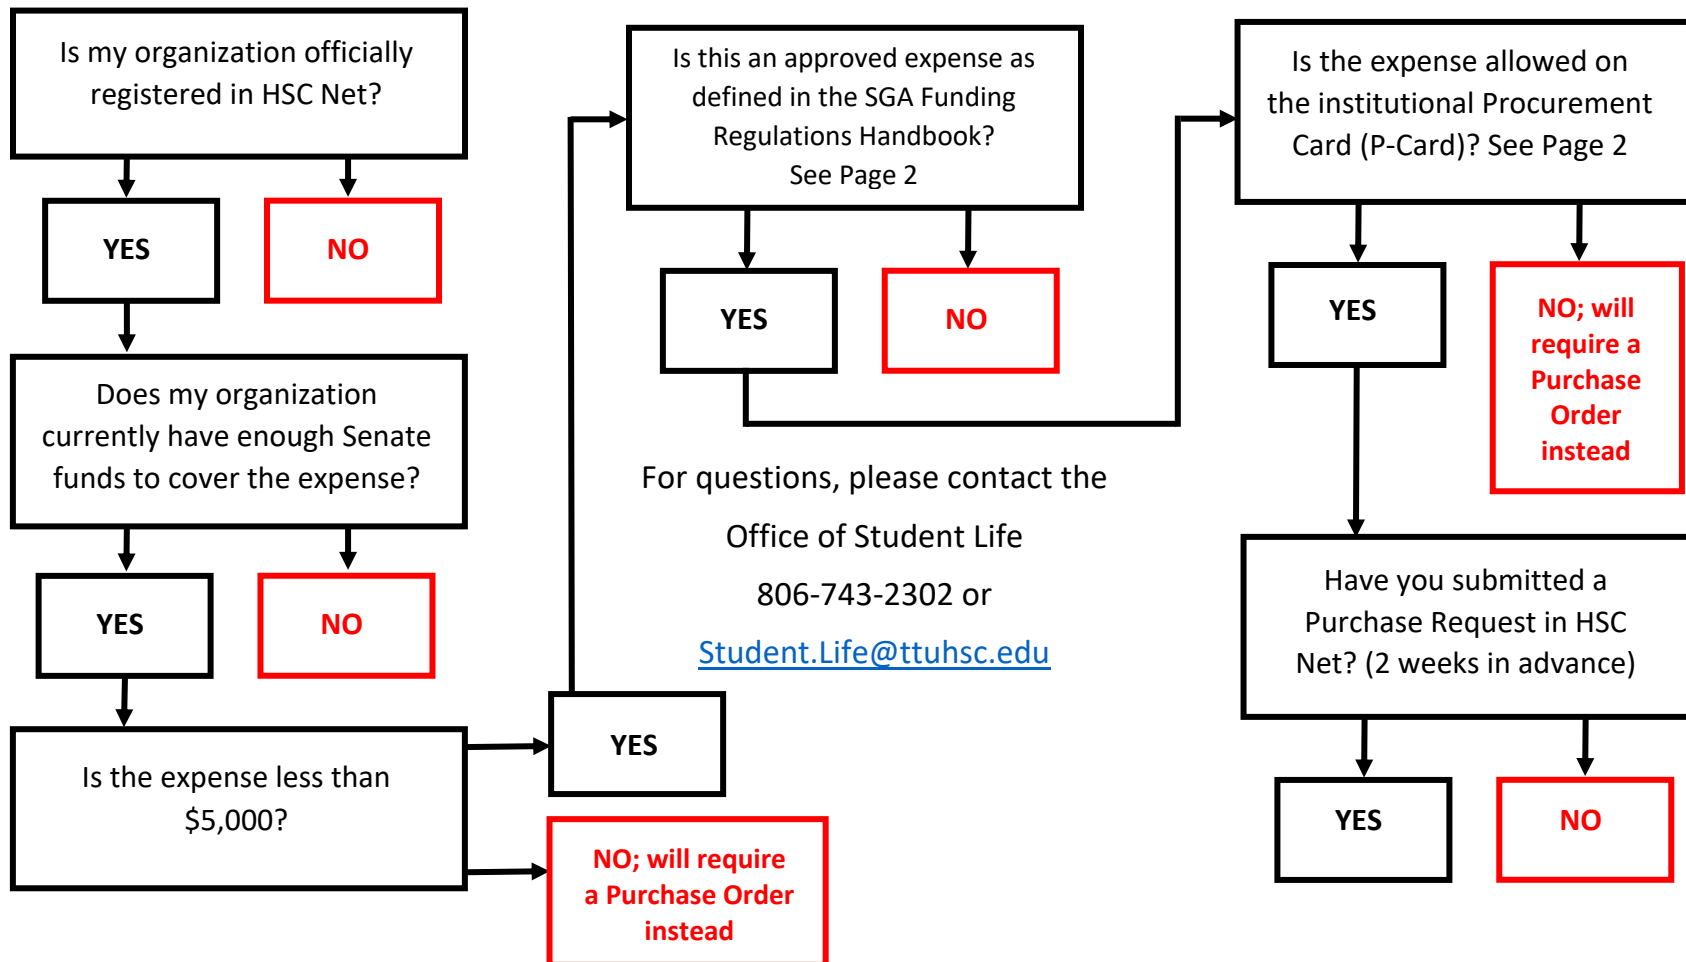 Is my organization officially
registered in HSC Net?
YES
NO
Does my organization
currently have enough Senate
funds to cover the expense?
YES
NO
Is the expense less than
$5,000?
YES
NO; will require
a Purchase Order
instead
Is this an approved expense as
defined in the SGA Funding
Regulations Handbook?
See Page 2
YES
NO
For questions, please contact the
Office of Student Life
806-743-2302 or
Student.Life@ttuhsc.edu
Is the expense allowed on
the institutional Procurement
Card (P-Card)? See Page 2
YES
NO; will
require a
Purchase
Order
instead
Have you submitted a
Purchase Request in HSC
Net? (2 weeks in advance)
YES
NO